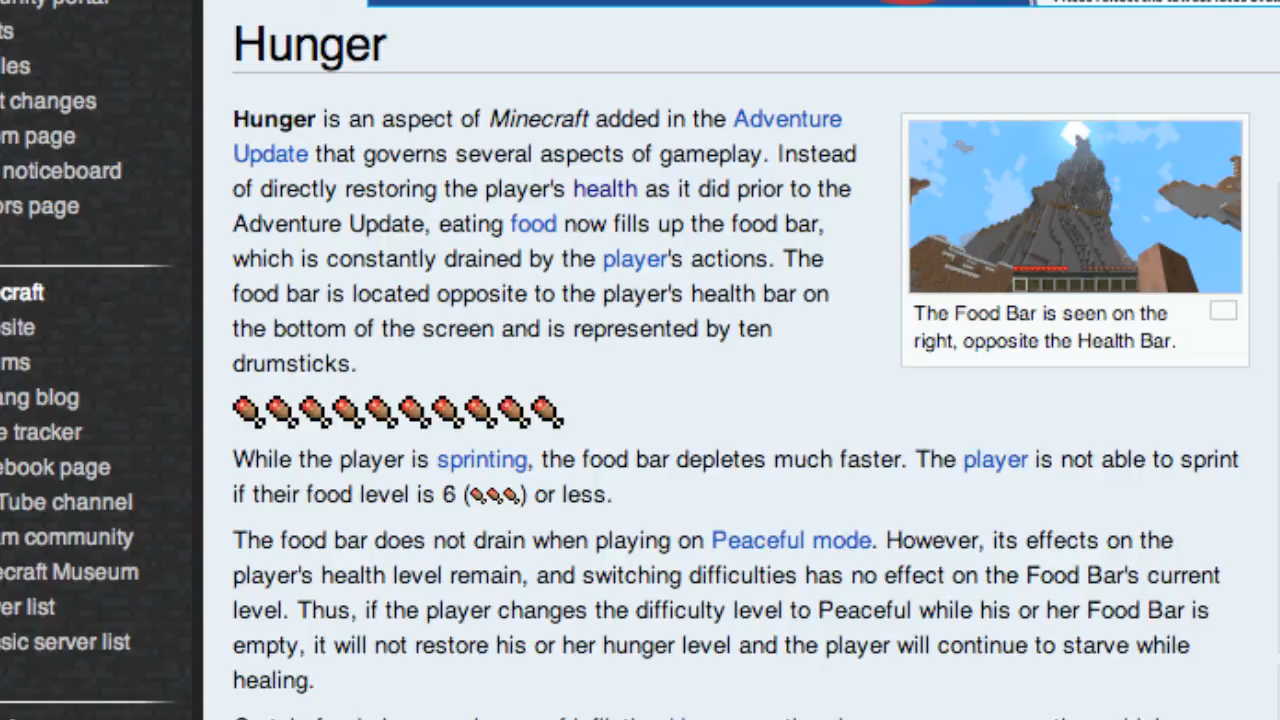 Hunger
Hunger is an aspect of Minecraft added in the Adventure
Update that governs several aspects of gameplay. Instead
of directly restoring the player's health as it did prior to the
Adventure Update, eating food now fills up the food bar,
which is constantly drained by the player's actions. The
food bar is located opposite to the player's health bar on
the bottom of the screen and is represented by ten
drumsticks.
The Food Bar is seen on the
right, opposite the Health Bar.
While the player is sprinting, the food bar depletes much faster. The player is not able to sprint
if their food level is 6 () or less.
The food bar does not drain when playing on Peaceful mode. However, its effects on the
player's health level remain, and switching difficulties has no effect on the Food Bar's current
level. Thus, if the player changes the difficulty level to Peaceful while his or her Food Bar is
empty, it will not restore his or her hunger level and the player will continue to starve while
healing.
changes
page
noticeboard
page
craft
site
ms
ang blog
tracker
ebook page
Tube channel
am community
ecraft Museum
er list
ssic server list